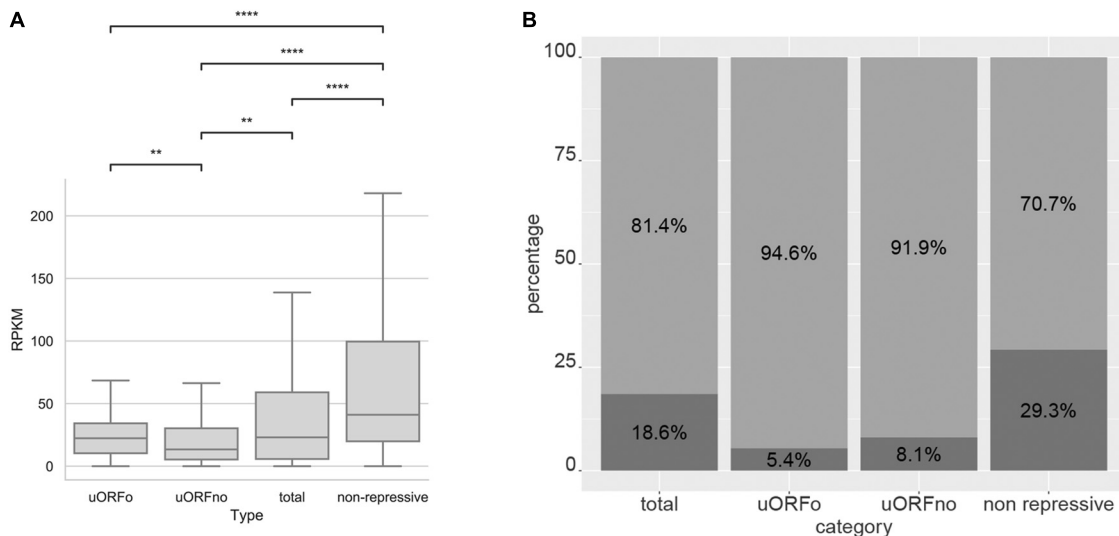 A
****
****
****
**
**
RPKM
200
150
100
50
0
uORFo
uORFno
total
non-repressive
Type
B
percentage
100
75
50
25
0
81.4%
18.6%
94.6%
5.4%
91.9%
8.1%
70.7%
29.3%
total
uORFo
uORFno
non repressive
category